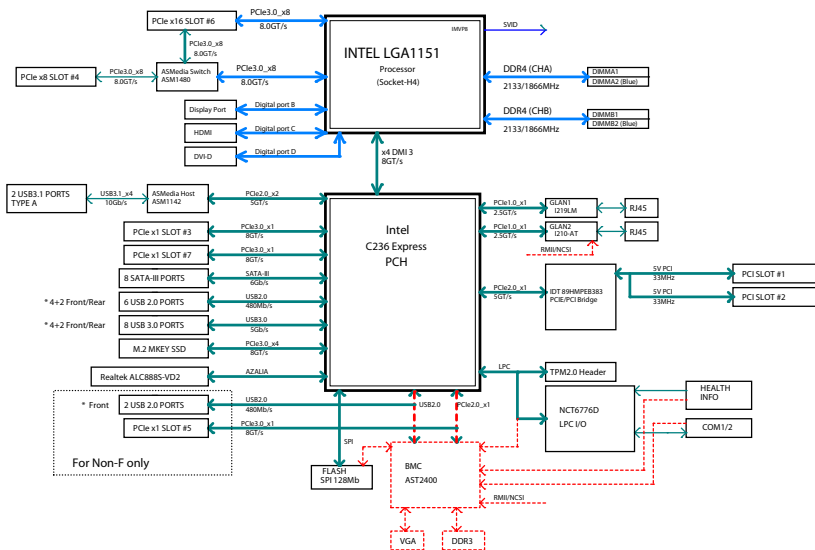 PCIe x16 SLOT #6
PCIe3.0_x8
8.0GT/s
PCIe3.0_x8
8.0GT/s
PCIe x8 SLOT #4
PCIe3.0_x8
8.0GT/s
ASMedia Switch
ASM1480
PCIe3.0_x8
8.0GT/s
IMVP8
INTEL LGA1151
Processor
(Socket-H4)
SVID
DDR4 (CHA)
2133/1866MHz
DIMMA1
DIMMA2 (Blue)
DDR4 (CHB)
2133/1866MHz
DIMMB1
DIMMB2 (Blue)
Display Port
Digital port B
HDMI
Digital port C
DVI-D
Digital port D
x4 DMI 3
8GT/s
2 USB3.1 PORTS
TYPE A
USB3.1_x4
10Gb/s
ASMedia Host
ASM1142
PCIe2.0_x2
5GT/s
Intel
C236 Express
PCH
PCIe1.0_x1
2.5GT/s
GLAN1
I219LM
RJ45
PCIe1.0_x1
2.5GT/s
GLAN2
I210-AT
RJ45
RMII/NCSI
PCIe x1 SLOT #3
PCIe3.0_x1
8GT/s
PCIe x1 SLOT #7
PCIe3.0_x1
8GT/s
8 SATA-III PORTS
SATA-III
6Gb/s
* 4+2 Front/Rear
6 USB 2.0 PORTS
USB2.0
480Mb/s
* 4+2 Front/Rear
8 USB 3.0 PORTS
USB3.0
5Gb/s
M.2 MKEY SSD
PCIe3.0_x4
8GT/s
Realtek ALC888S-VD2
AZALIA
PCIe2.0_x1
5GT/s
IDT 89HMPEB383
PCIE/PCI Bridge
5V PCI
33MHz
PCI SLOT #1
5V PCI
33MHz
PCI SLOT #2
LPC
TPM2.0 Header
NCT6776D
LPC I/O
HEALTH
INFO
COM1/2
* Front
2 USB 2.0 PORTS
USB2.0
480Mb/s
USB2.0
PCIe2.0_x1
PCIe x1 SLOT #5
PCIe3.0_x1
8GT/s
For Non-F only
SPI
FLASH
SPI 128Mb
BMC
AST2400
RMII/NCSI
VGA
DDR3